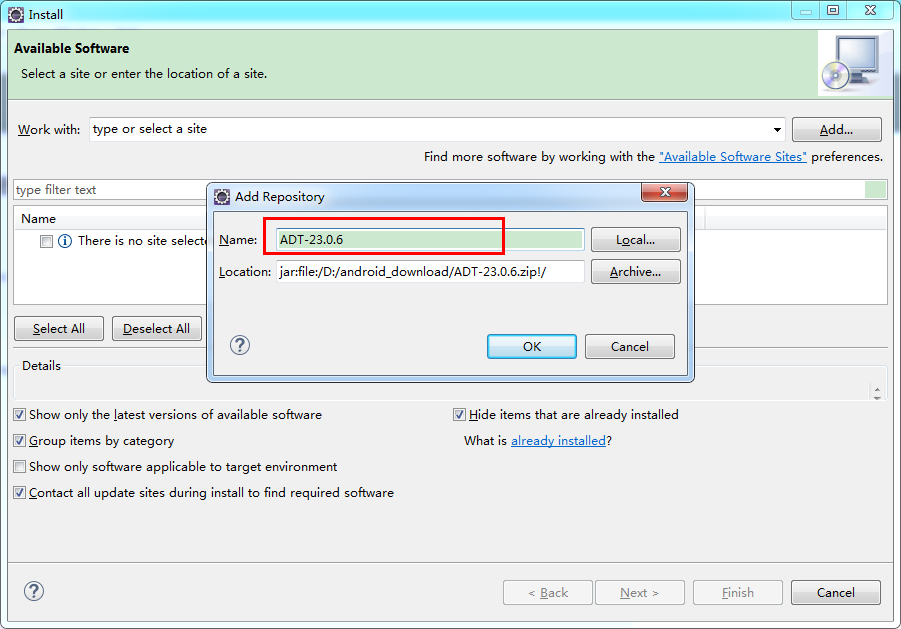 Install
Available Software
Select a site or enter the location of a site.
Work with: type or select a site Add...
Find more software by working with the "Available Software Sites" preferences.
type filter text
Name
There is no site selecte
Add Repository
Name: ADT-23.0.6 Local...
Location: jar:file:/D:/android_download/ADT-23.0.6.zip!/ Archive...
OK Cancel
Select All Deselect All
Details
Show only the latest versions of available software Hide items that are already installed
Group items by category What is already installed?
Show only software applicable to target environment
Contact all update sites during install to find required software
< Back Next > Finish Cancel